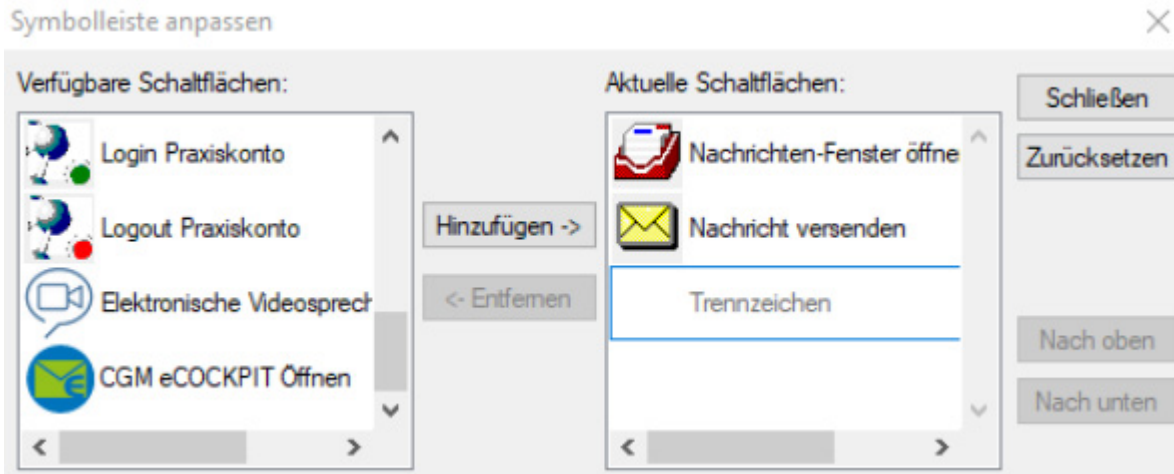 Symbolleiste anpassen
Verfügbare Schaltflächen:
Login Praxiskonto
Logout Praxiskonto
Elektronische Videosprech
CGM eCOCKPIT Öffnen
Hinzufügen ->
<- Entfernen
Aktuelle Schaltflächen:
Nachrichten-Fenster öffne
Nachricht versenden
Trennzeichen
Schließen
Zurücksetzen
Nach oben
Nach unten